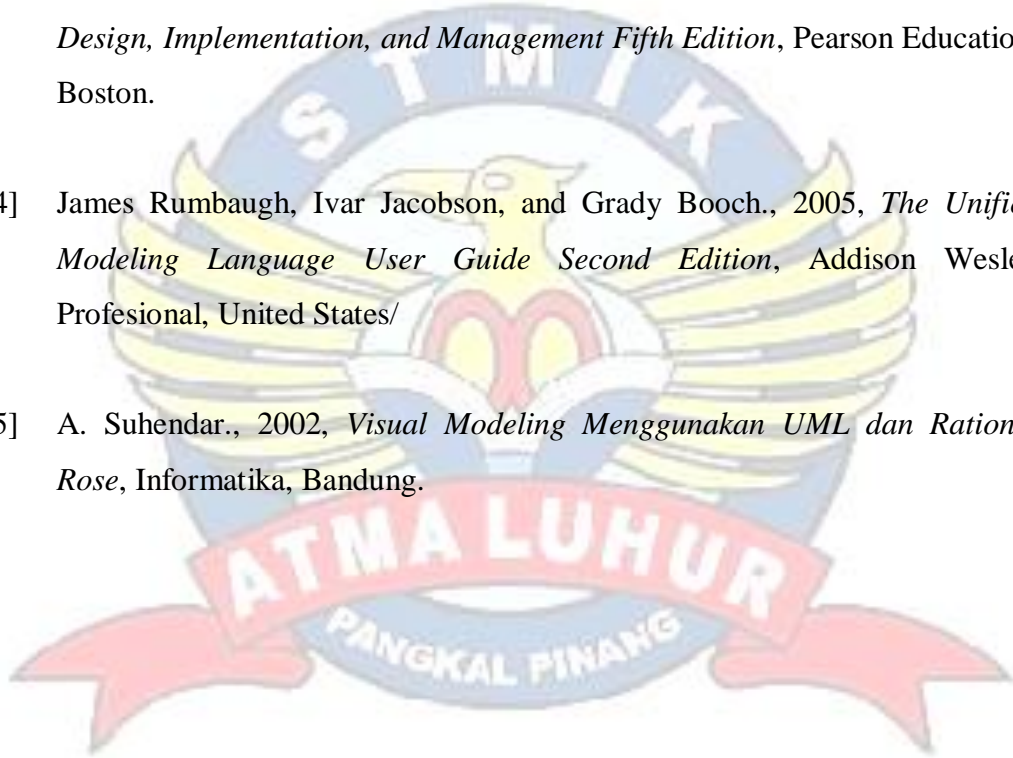 Design, Implementation, and Management Fifth Edition, Pearson Educatio
Boston.
4] James Rumbaugh, Ivar Jacobson, and Grady Booch., 2005, The Unifie
Modeling Language User Guide Second Edition, Addison Wesle
Profesional, United States/
5] A. Suhendar., 2002, Visual Modeling Menggunakan UML dan Ration
Rose, Informatika, Bandung.
STMIK
ATMA LUHUR
PANGKAL PINANG